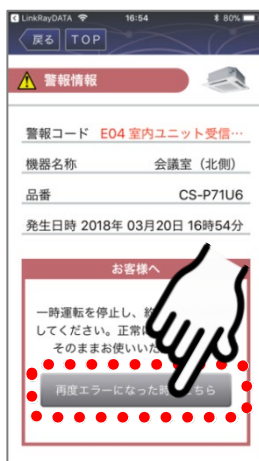 LinkRayDATA 16:54 80%
戻る TOP
警報情報
警報コード E04 室内ユニット受信…
機器名称 会議室（北側）
品番 CS-P71U6
発生日時 2018年 03月20日 16時54分
お客様へ
一時運転を停止し、
してください。正常に
そのままお使いいた
再度エラーになった時 ちら